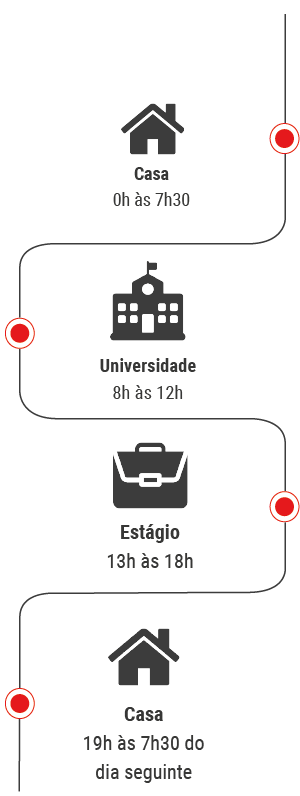 Casa
0h às 7h30
Universidade
8h às 12h
Estágio
13h às 18h
Casa
19h às 7h30 do
dia seguinte